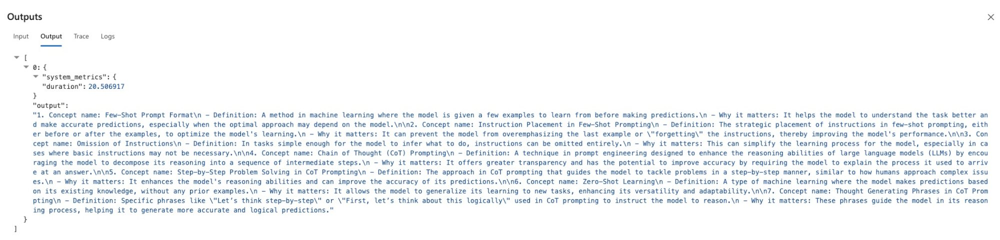 Outputs
Input Output Trace Logs
[
0: {
"system_metrics": {
"duration": 20.506917
}
"output":
"1. Concept name: Few-Shot Prompt Format\n - Definition: A method in machine learning where the model is given a few examples to learn from before making predictions.\n - Why it matters: It helps the model to understand the task better an
d make accurate predictions, especially when the optimal approach may depend on the model.\n\n2. Concept name: Instruction Placement in Few-Shot Prompting\n - Definition: The strategic placement of instructions in few-shot prompting, eith
er before or after the examples, to optimize the model's learning.\n - Why it matters: It can prevent the model from overemphasizing the last example or \"forgetting\" the instructions, thereby improving the model's performance.\n\n3. Con
cept name: Omission of Instructions\n - Definition: In tasks simple enough for the model to infer what to do, instructions can be omitted entirely.\n - Why it matters: This can simplify the learning process for the model, especially in ca
ses where basic instructions may not be necessary.\n\n4. Concept name: Chain of Thought (CoT) Prompting\n - Definition: A technique in prompt engineering designed to enhance the reasoning abilities of large language models (LLMs) by encou
raging the model to decompose its reasoning into a sequence of intermediate steps.\n - Why it matters: It offers greater transparency and has the potential to improve accuracy by requiring the model to explain the process it used to arriv
e at an answer.\n\n5. Concept name: Step-by-Step Problem Solving in CoT Prompting\n - Definition: The approach in CoT prompting that guides the model to tackle problems in a step-by-step manner, similar to how humans approach complex issu
es.\n - Why it matters: It enhances the model's reasoning abilities and can improve the accuracy of its predictions.\n\n6. Concept name: Zero-Shot Learning\n - Definition: A type of machine learning where the model makes predictions based
on its existing knowledge, without any prior examples.\n - Why it matters: It allows the model to generalize its learning to new tasks, enhancing its versatility and adaptability.\n\n7. Concept name: Thought Generating Phrases in CoT Prom
pting\n - Definition: Specific phrases like \"Let’s think step-by-step\" or \"First, let’s think about this logically\" used in CoT prompting to instruct the model to reason.\n - Why it matters: These phrases guide the model in its reason
ing process, helping it to generate more accurate and logical predictions."
}
]